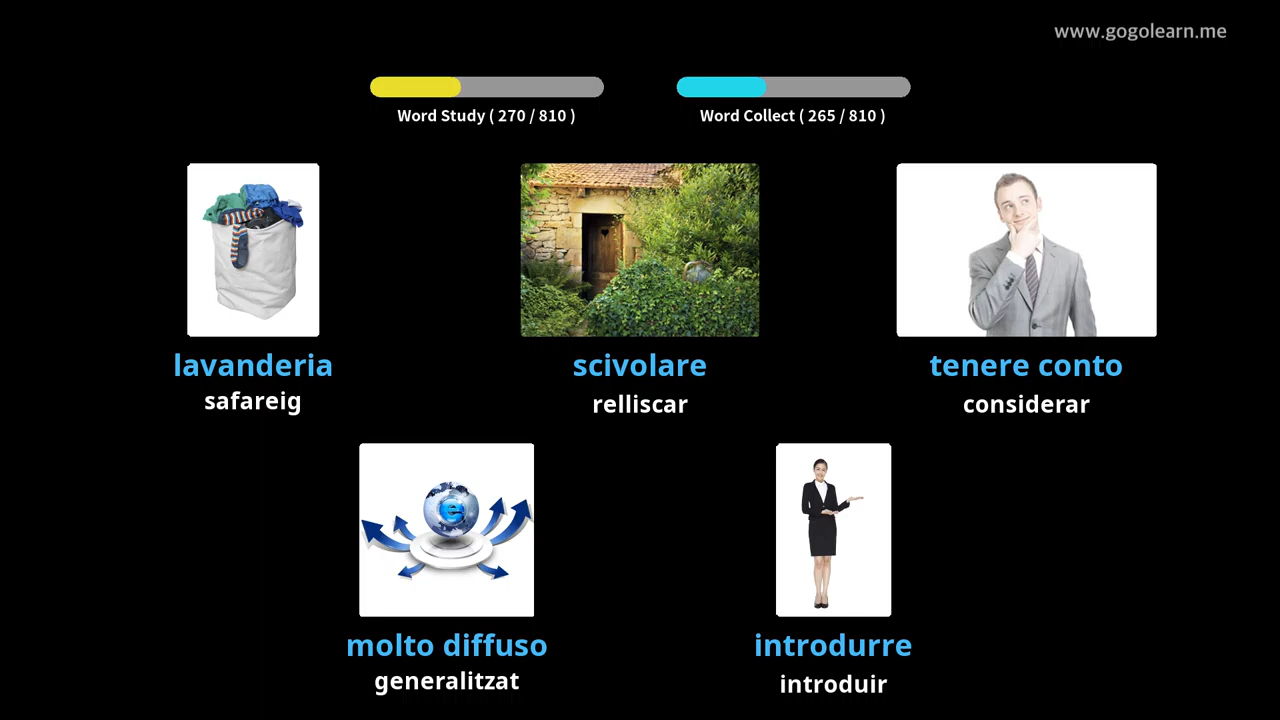 www.gogolearn.me
Word Study ( 270 / 810 )
Word Collect ( 265 / 810 )
lavanderia
safareig
scivolare
relliscar
tenere conto
considerar
e
molto diffuso
generalitzat
introdurre
introduir